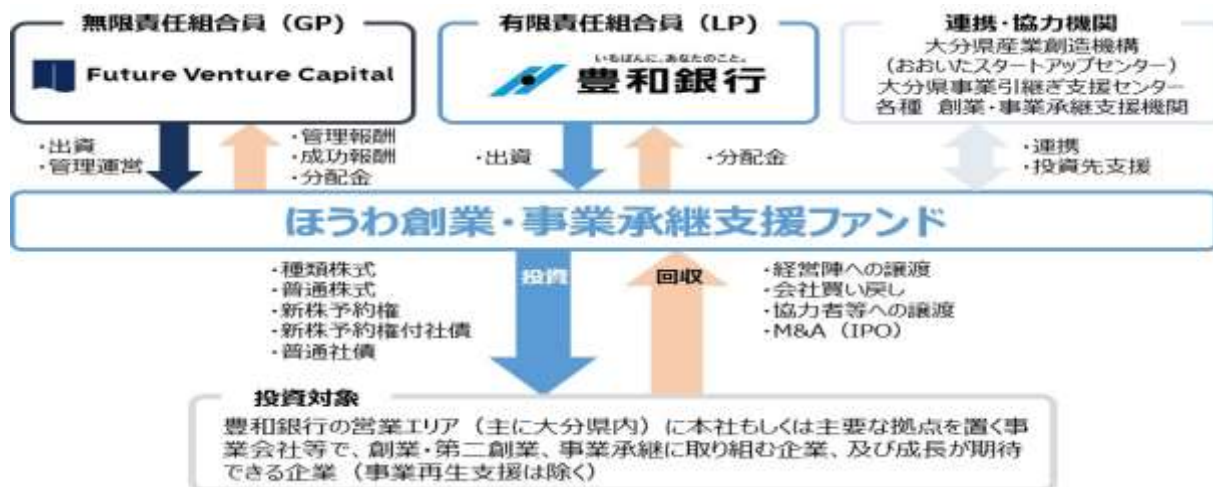 無限責任組合員（GP）
Future Venture Capital
有限責任組合員（LP）
いちばんに、あなたのこと。
豊和銀行
連携・協力機関
大分県産業創造機構
（おおいたスタートアップセンター）
大分県事業引継ぎ支援センター
各種 創業・事業承継支援機関
・出資
・管理運営
・管理報酬
・成功報酬
・分配金
・出資
・分配金
・連携
・投資先支援
ほうわ創業・事業承継支援ファンド
・種類株式
・普通株式
・新株予約権
・新株予約権付社債
・普通社債
投資
回収
・経営陣への譲渡
・会社買い戻し
・協力者等への譲渡
・M&A（IPO）
投資対象
豊和銀行の営業エリア（主に大分県内）に本社もしくは主要な拠点を置く事
業会社等で、創業・第二創業、事業承継に取り組む企業、及び成長が期待
できる企業（事業再生支援は除く）